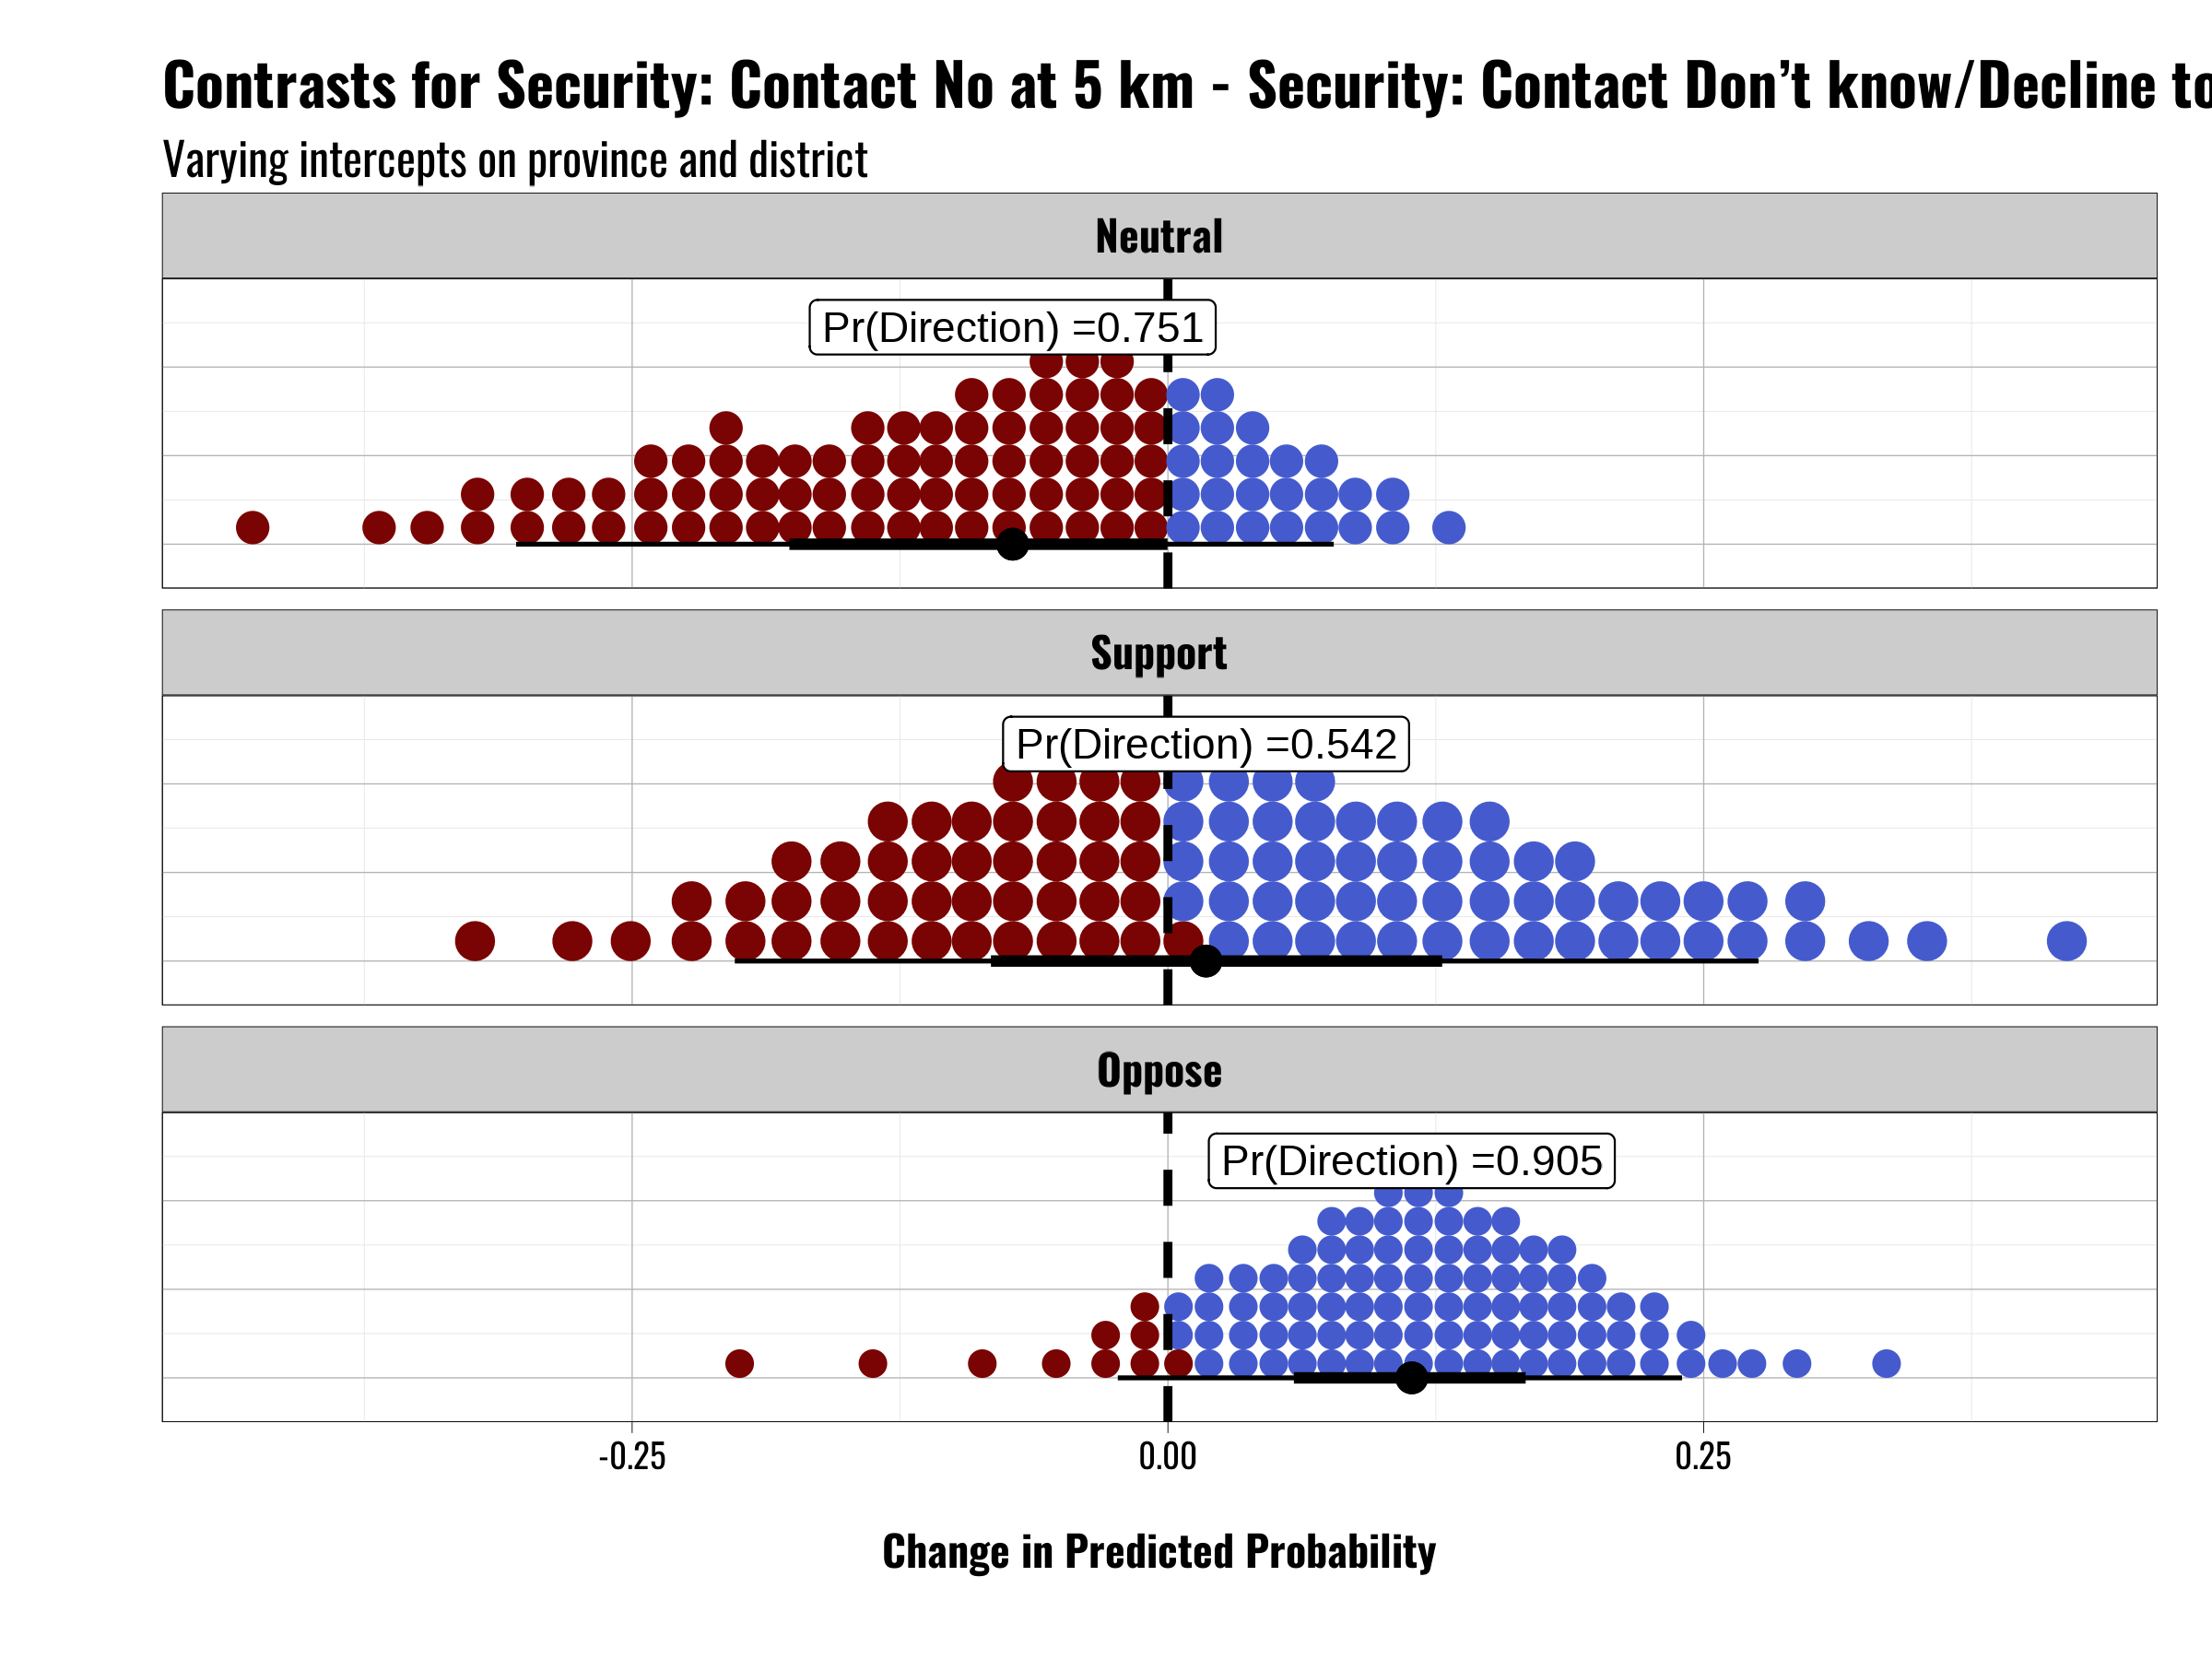 Contrasts for Security: Contact No at 5 km - Security: Contact Don’t know/Decline to
Varying intercepts on province and district
Neutral
Pr(Direction) =0.751
Support
Pr(Direction) =0.542
Oppose
Pr(Direction) =0.905
-0.25 0.00 0.25
Change in Predicted Probability